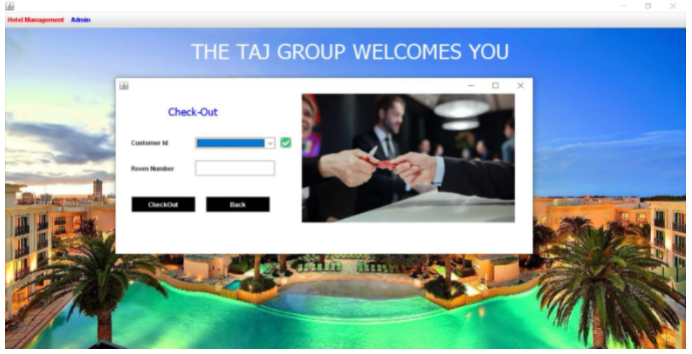 Hotel Management Admin
THE TAJ GROUP WELCOMES YOU
Check-Out
Customer Id
Room Number
CheckOut Back